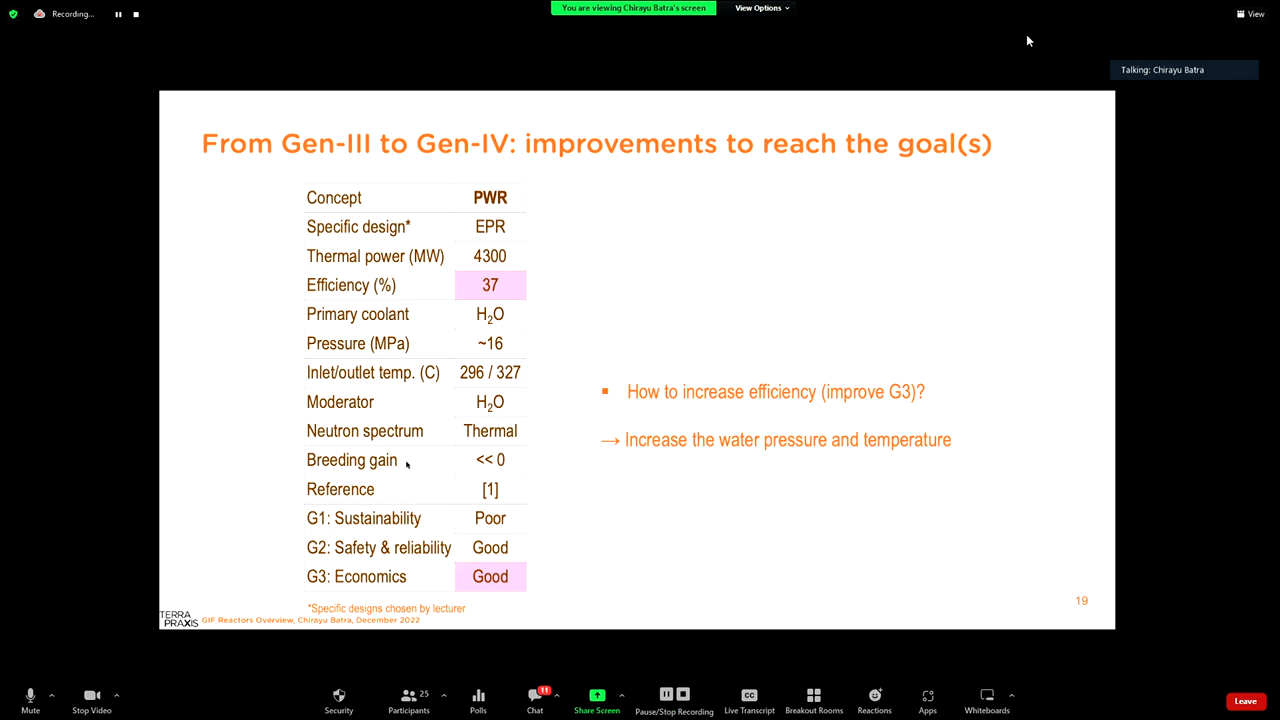 Recording...
You are viewing Chirayu Batra's screen
View Options
View
Talking: Chirayu Batra
From Gen-III to Gen-IV: improvements to reach the goal(s)
Concept PWR
Specific design* EPR
Thermal power (MW) 4300
Efficiency (%) 37
Primary coolant H₂O
Pressure (MPa) ~16
Inlet/outlet temp. (C) 296 / 327
Moderator H₂O
Neutron spectrum Thermal
Breeding gain << 0
Reference [1]
G1: Sustainability Poor
G2: Safety & reliability Good
G3: Economics Good
*Specific designs chosen by lecturer
▪ How to increase efficiency (improve G3)?
→ Increase the water pressure and temperature
19
TERRA
PRAXIS
GIF Reactors Overview, Chirayu Batra, December 2022
Mute
Stop Video
Security
Participants 25
Polls
Chat 11
Share Screen
Pause/Stop Recording
CC
Live Transcript
Breakout Rooms
Reactions
Apps
Whiteboards
Leave